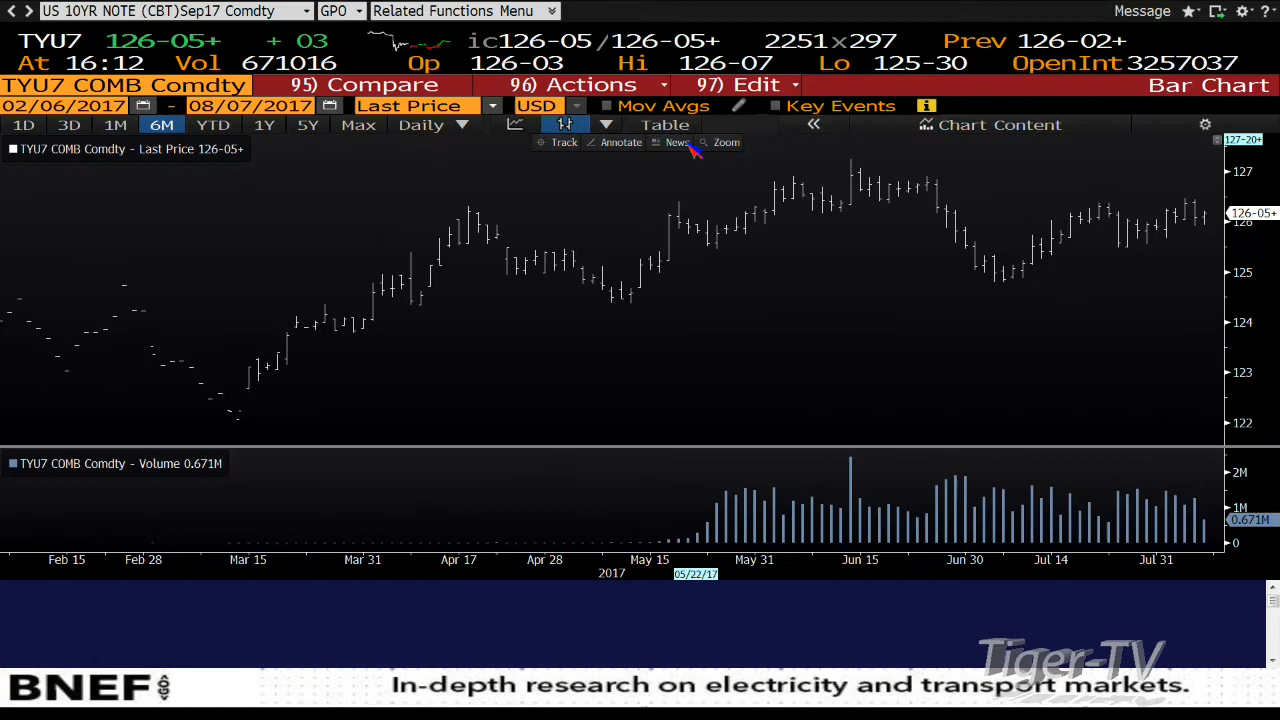 US 10YR NOTE (CBT)Sep17 Comdty GPO Related Functions Menu Message
TYU7 126-05+ + 03 ic126-05/126-05+ 2251x297 Prev 126-02+
At 16:12 Vol 671016 Op 126-03 Hi 126-07 Lo 125-30 OpenInt 3257037
TYU7 COMB Comdty 95) Compare 96) Actions 97) Edit Bar Chart
02/06/2017 - 08/07/2017 Last Price USD Mov Avgs Key Events
1D 3D 1M 6M YTD 1Y 5Y Max Daily Table « Chart Content
Track Annotate News Zoom 127-20+
TYU7 COMB Comdty - Last Price 126-05+
127
126-05+
126
125
124
123
122
TYU7 COMB Comdty - Volume 0.671M
2M
1M
0.671M
0
Feb 15 Feb 28 Mar 15 Mar 31 Apr 17 Apr 28 May 15 May 31 Jun 15 Jun 30 Jul 14 Jul 31
2017 05/22/17
Tiger-TV
BNEF In-depth research on electricity and transport markets.